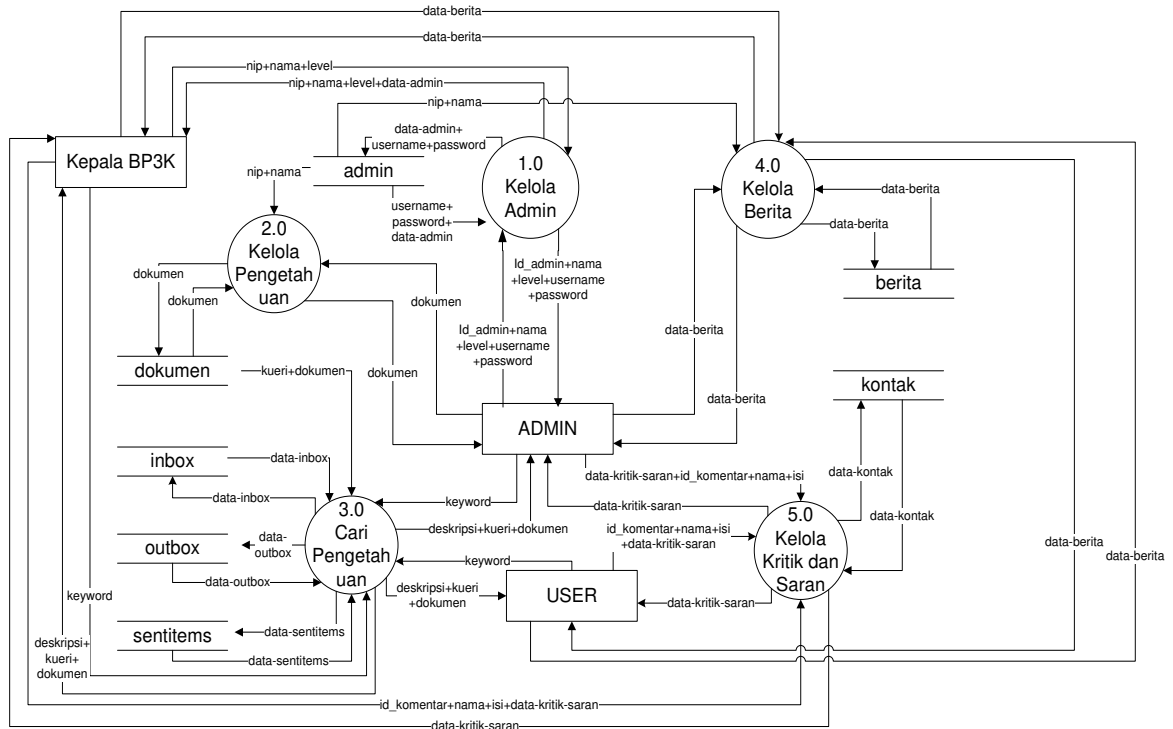 data-berita
data-berita
nip+nama+level
nip+nama+level+data-admin
nip+nama
Kepala BP3K
data-admin+
username+password
admin
1.0
Kelola
Admin
4.0
Kelola
Berita
nip+nama
username+
password+
data-admin
data-berita
data-berita
berita
2.0
Kelola
Pengetah
uan
dokumen
dokumen
dokumen
Id_admin+nama
+level+username
+password
Id_admin+nama
+level+username
+password
data-berita
dokumen
kueri+dokumen
dokumen
data-berita
kontak
ADMIN
inbox
data-inbox
data-inbox
keyword
data-kritik-saran+id_komentar+nama+isi
data-kritik-saran
data-kontak
data-kontak
3.0
Cari
Pengetah
uan
deskripsi+kueri+dokumen
id_komentar+nama+isi
+data-kritik-saran
5.0
Kelola
Kritik dan
Saran
outbox
data-
outbox
data-outbox
keyword
deskripsi+kueri
+dokumen
USER
data-kritik-saran
data-berita
data-berita
keyword
sentitems
data-sentitems
data-sentitems
deskripsi+
kueri+
dokumen
id_komentar+nama+isi+data-kritik-saran
data-kritik-saran